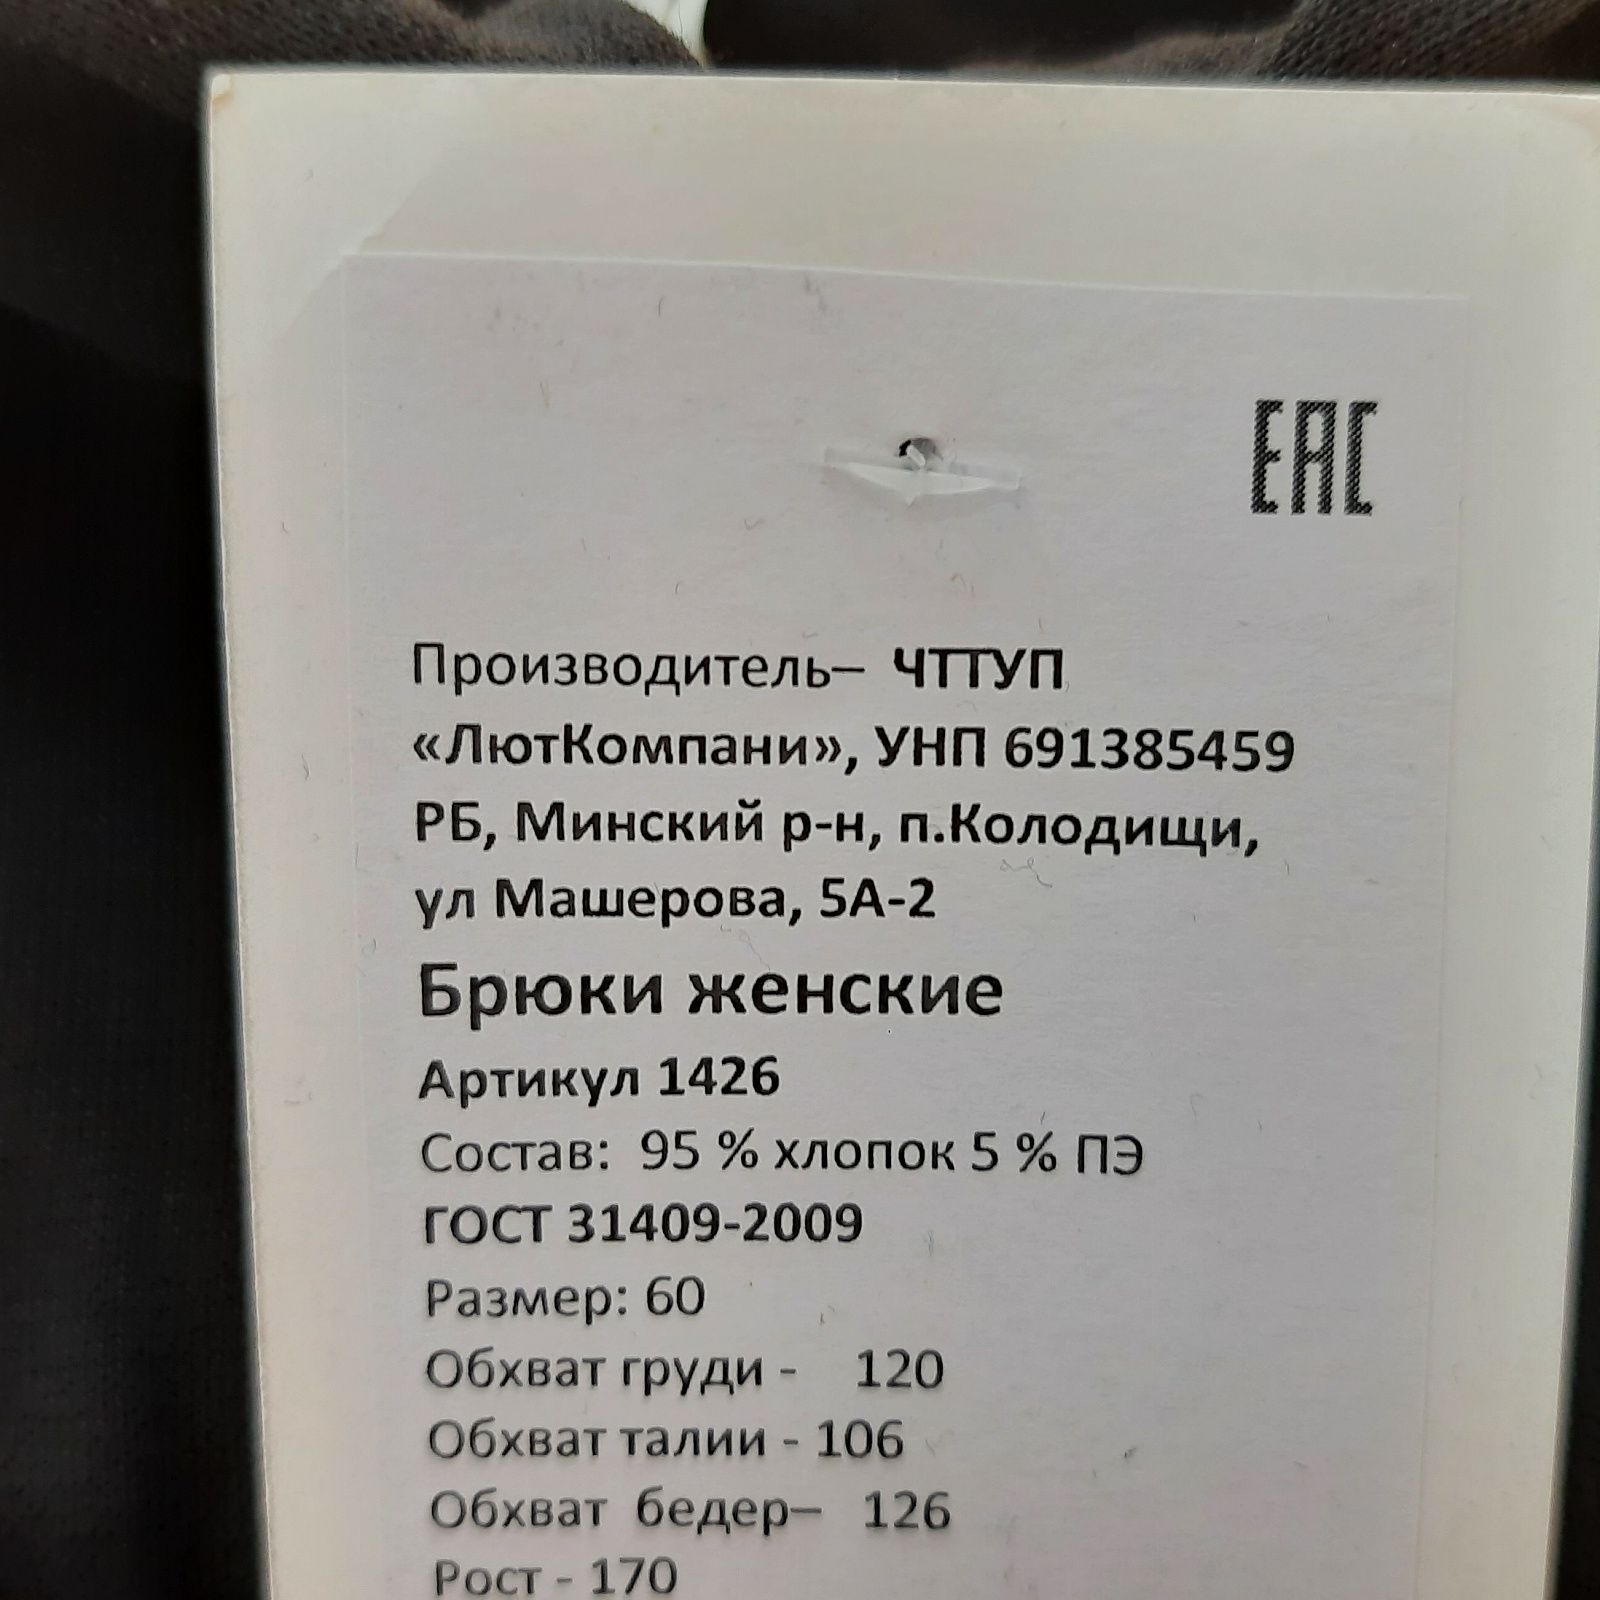 EAC
Производитель– ЧТТУП
«ЛютКомпани», УНП 691385459
РБ, Минский р-н, п.Колодищи,
ул Машерова, 5А-2
Брюки женские
Артикул 1426
Состав: 95 % хлопок 5 % ПЭ
ГОСТ 31409-2009
Размер: 60
Обхват груди - 120
Обхват талии - 106
Обхват бедер– 126
Рост - 170